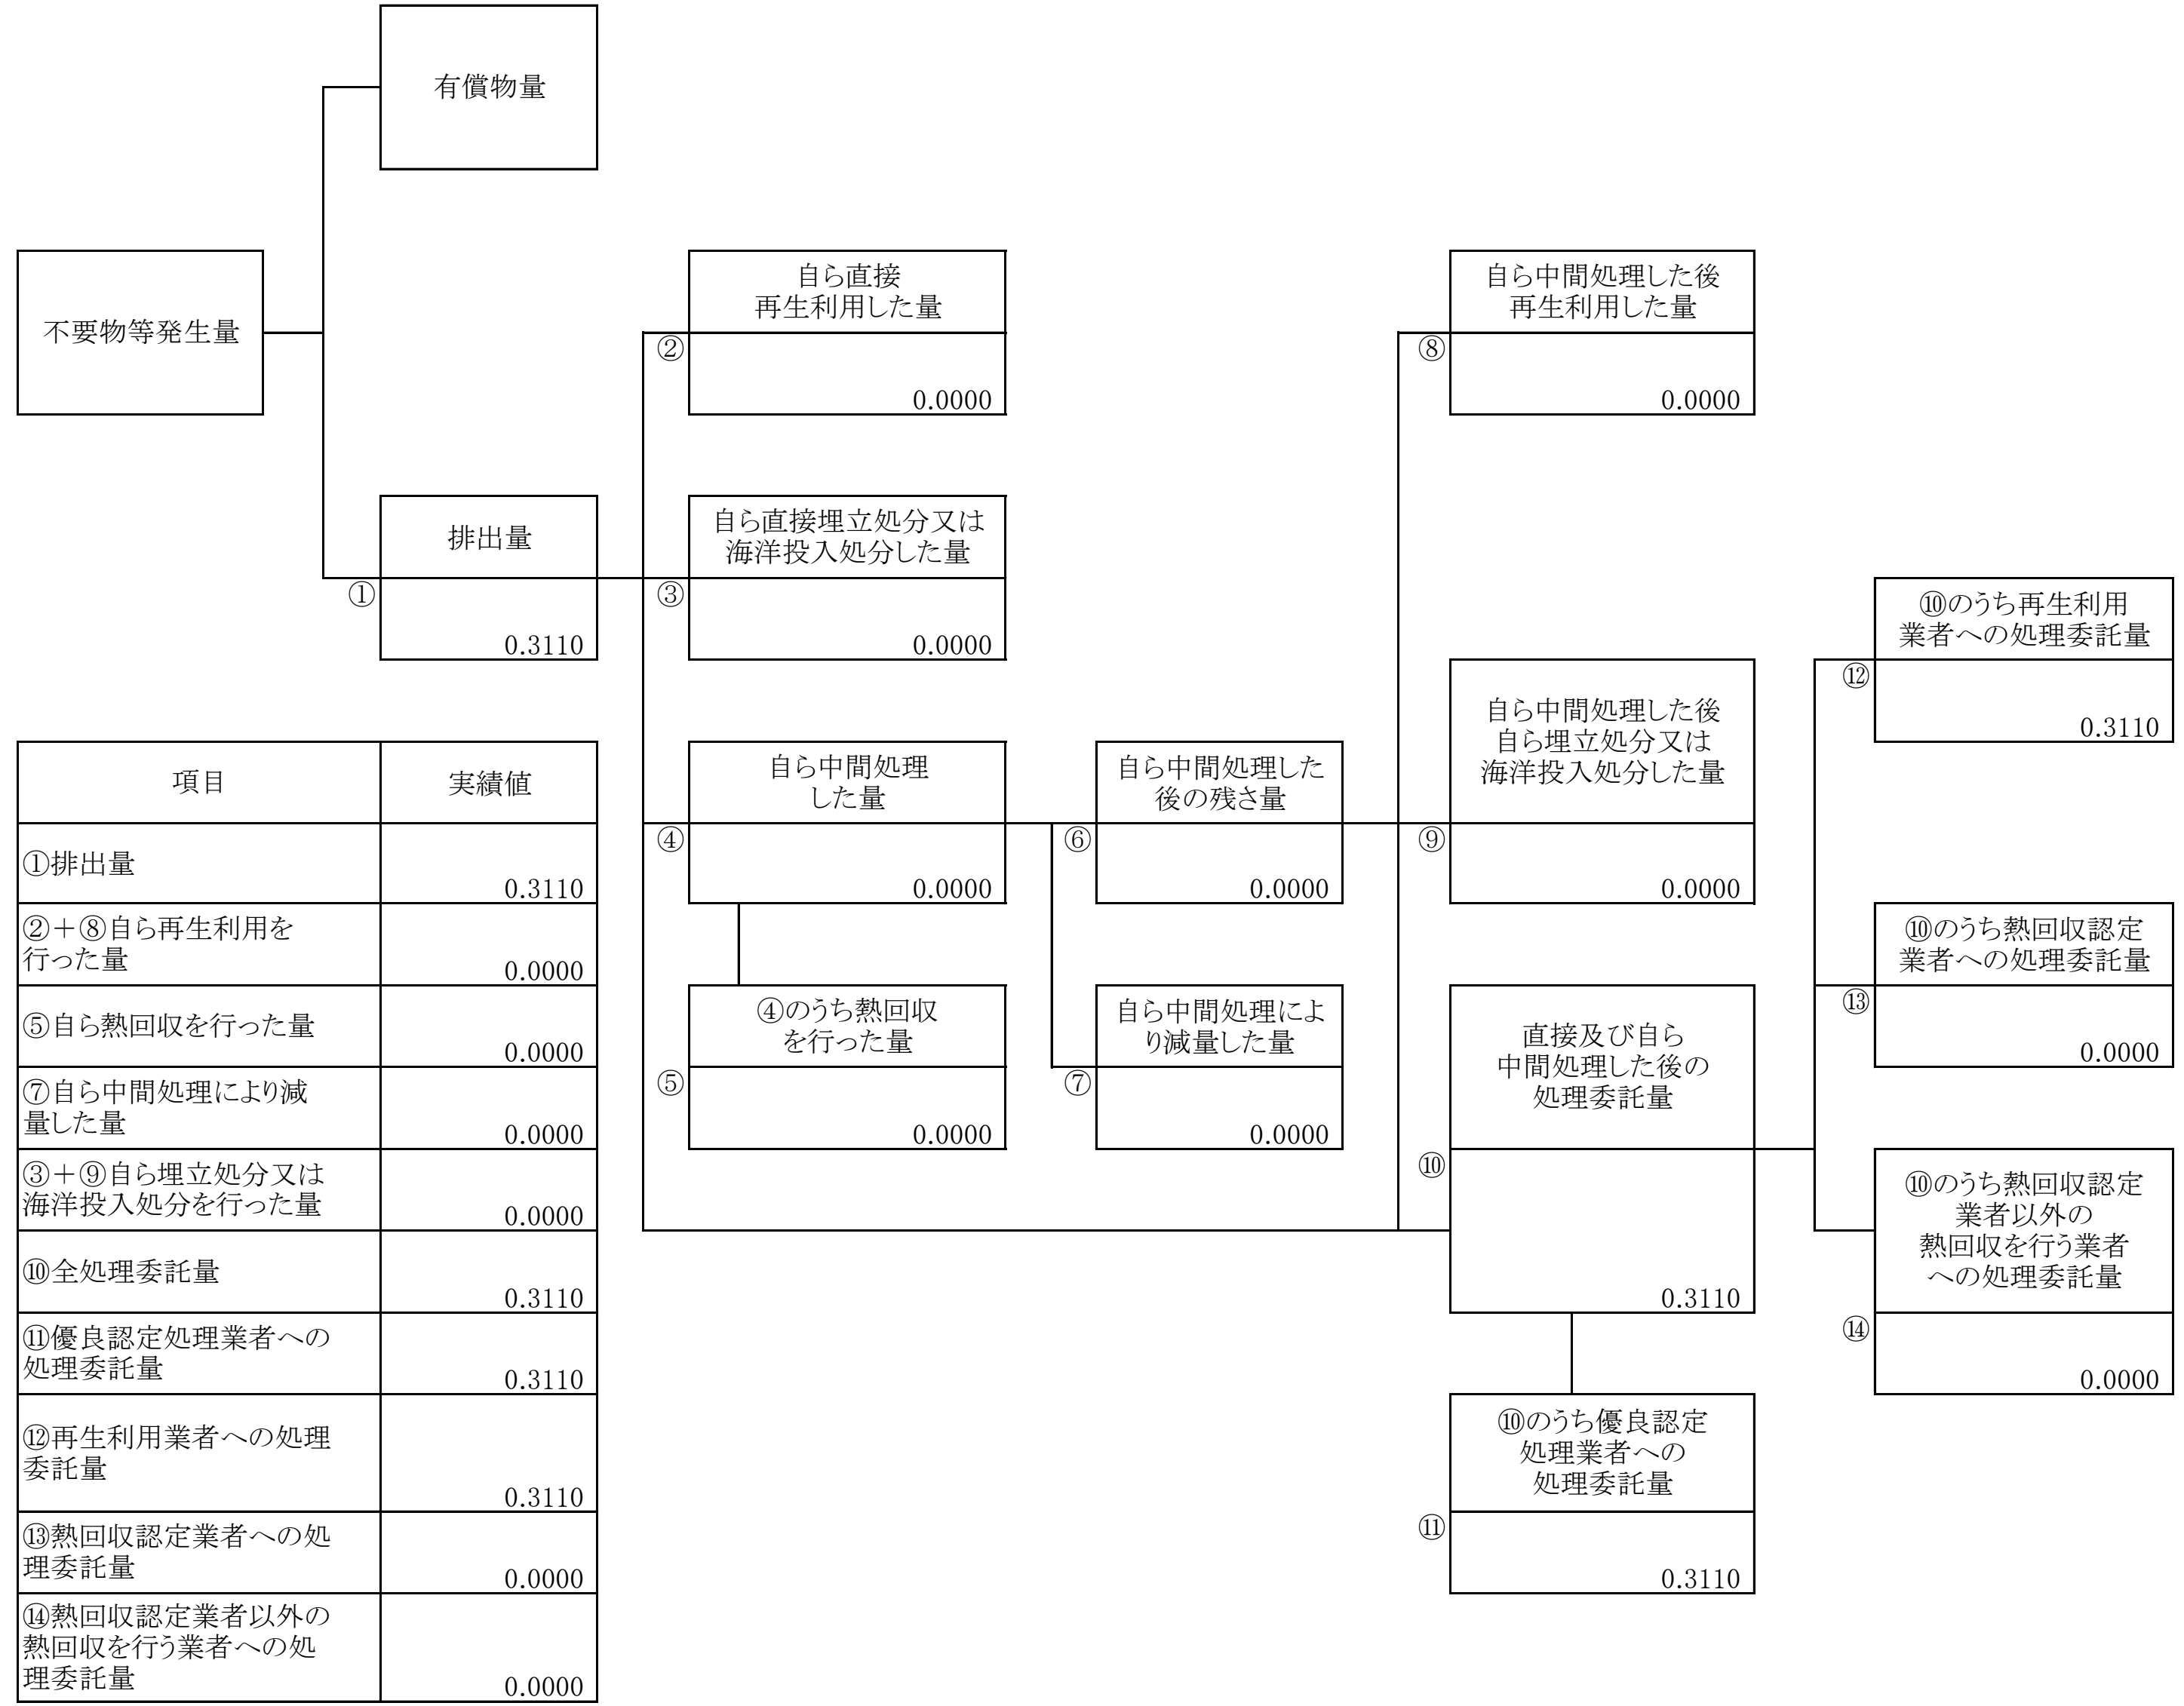 有償物量
不要物等発生量
自ら直接
再生利用した量
②
0.0000
自ら中間処理した後
再生利用した量
⑧
0.0000
排出量
①
0.3110
自ら直接埋立処分又は
海洋投入処分した量
③
0.0000
⑩のうち再生利用
業者への処理委託量
⑫
0.3110
自ら中間処理
した量
④
0.0000
自ら中間処理した
後の残さ量
⑥
0.0000
自ら中間処理した後
自ら埋立処分又は
海洋投入処分した量
⑨
0.0000
⑩のうち熱回収認定
業者への処理委託量
⑬
0.0000
④のうち熱回収
を行った量
⑤
0.0000
自ら中間処理によ
り減量した量
⑦
0.0000
直接及び自ら
中間処理した後の
処理委託量
⑩
0.3110
⑩のうち熱回収認定
業者以外の
熱回収を行う業者
への処理委託量
⑭
0.0000
⑩のうち優良認定
処理業者への
処理委託量
⑪
0.3110
項目
実績値
①排出量
0.3110
②＋⑧自ら再生利用を
行った量
0.0000
⑤自ら熱回収を行った量
0.0000
⑦自ら中間処理により減
量した量
0.0000
③＋⑨自ら埋立処分又は
海洋投入処分を行った量
0.0000
⑩全処理委託量
0.3110
⑪優良認定処理業者への
処理委託量
0.3110
⑫再生利用業者への処理
委託量
0.3110
⑬熱回収認定業者への処
理委託量
0.0000
⑭熱回収認定業者以外の
熱回収を行う業者への処
理委託量
0.0000